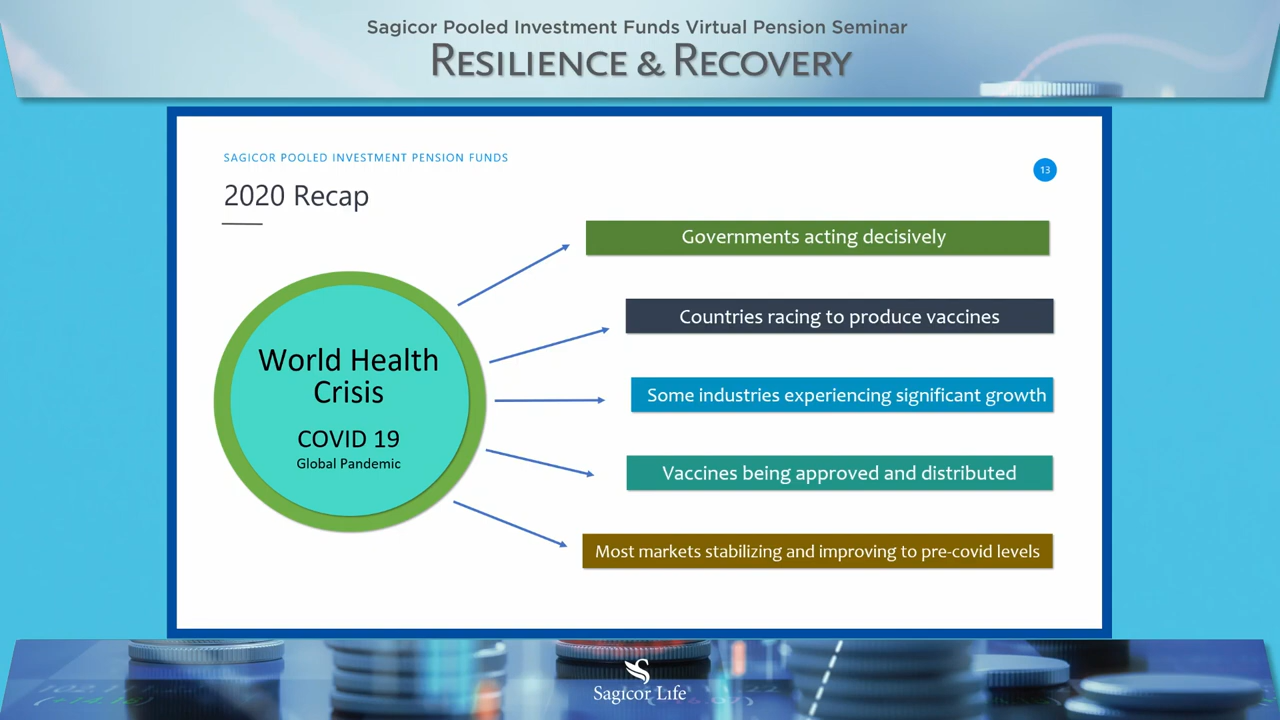 Sagicor Pooled Investment Funds Virtual Pension Seminar
RESILIENCE & RECOVERY
SAGICOR POOLED INVESTMENT PENSION FUNDS
13
2020 Recap
World Health
Crisis
COVID 19
Global Pandemic
Governments acting decisively
Countries racing to produce vaccines
Some industries experiencing significant growth
Vaccines being approved and distributed
Most markets stabilizing and improving to pre-covid levels
Sagicor Life